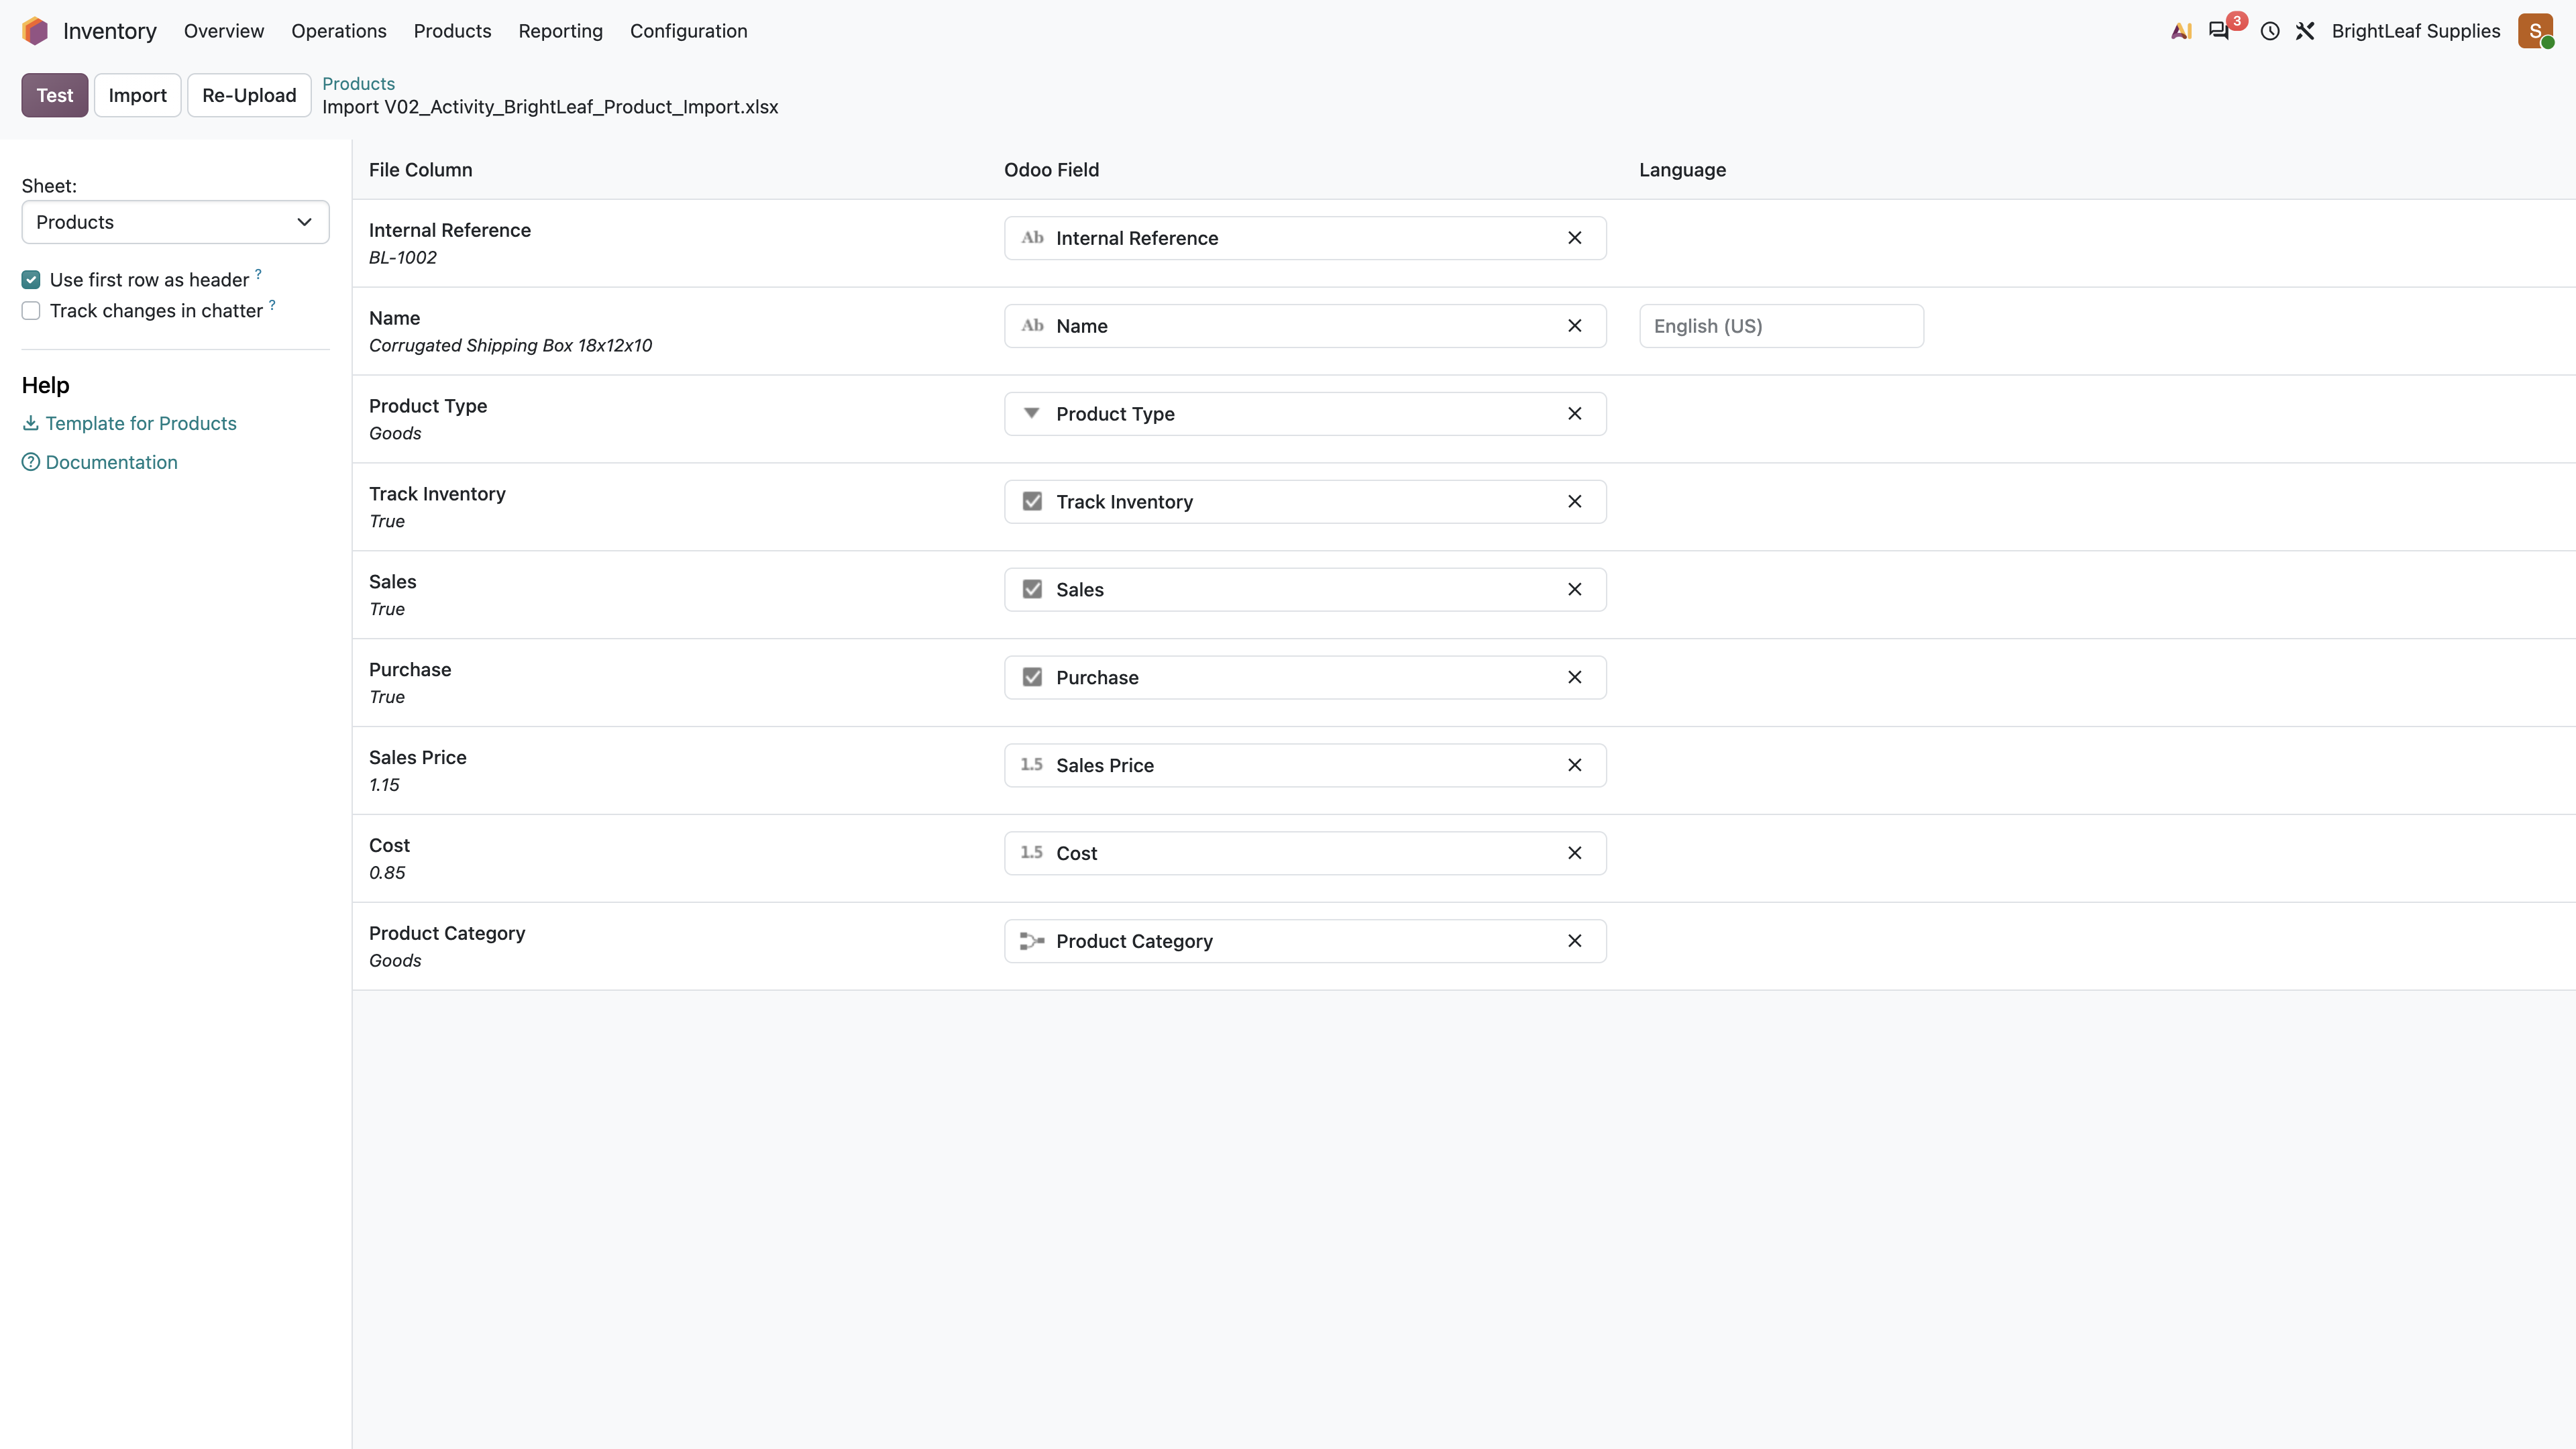 Inventory Overview Operations Products Reporting Configuration AI 3 BrightLeaf Supplies S
Test Import Re-Upload
Products
Import V02_Activity_BrightLeaf_Product_Import.xlsx
Sheet:
Products
Use first row as header ?
Track changes in chatter ?
Help
Template for Products
Documentation
File Column Odoo Field Language
Internal Reference
BL-1002
Ab Internal Reference
Name
Corrugated Shipping Box 18x12x10
Ab Name
English (US)
Product Type
Goods
Product Type
Track Inventory
True
Track Inventory
Sales
True
Sales
Purchase
True
Purchase
Sales Price
1.15
1.5 Sales Price
Cost
0.85
1.5 Cost
Product Category
Goods
Product Category